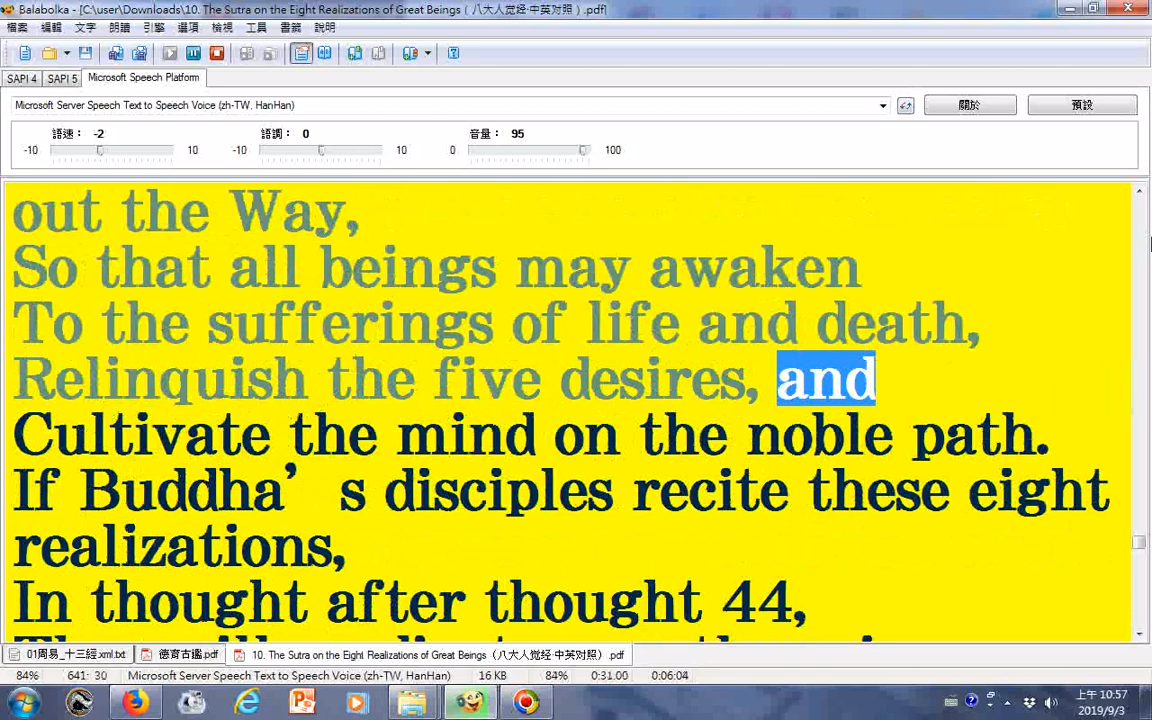 Balabolka - [C:\user\Downloads\10. The Sutra on the Eight Realizations of Great Beings（八大人觉经·中英对照）.pdf]
檔案 編輯 文字 朗讀 引擎 選項 檢視 工具 書籤 說明
SAPI 4 SAPI 5 Microsoft Speech Platform
Microsoft Server Speech Text to Speech Voice (zh-TW, HanHan) 關於 預設
語速： -2 語調： 0 音量： 95
-10 10 -10 10 0 100
out the Way,
So that all beings may awaken
To the sufferings of life and death,
Relinquish the five desires, and
Cultivate the mind on the noble path.
If Buddha’s disciples recite these eight
realizations,
In thought after thought 44,
01周易_十三經.xml.txt 德育古鑑.pdf 10. The Sutra on the Eight Realizations of Great Beings（八大人觉经·中英对照）.pdf
84% 641: 30 Microsoft Server Speech Text to Speech Voice (zh-TW, HanHan) 16 KB 84% 0:31:00 0:06:04
上午 10:57
2019/9/3